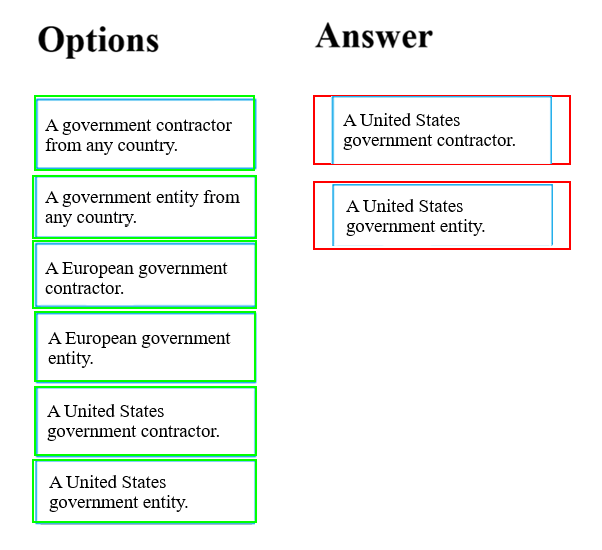 Options
A government contractor
from any country.
A government entity from
any country.
A European government
contractor.
A European government
entity.
A United States
government contractor.
A United States
government entity.
Answer
A United States
government contractor.
A United States
government entity.